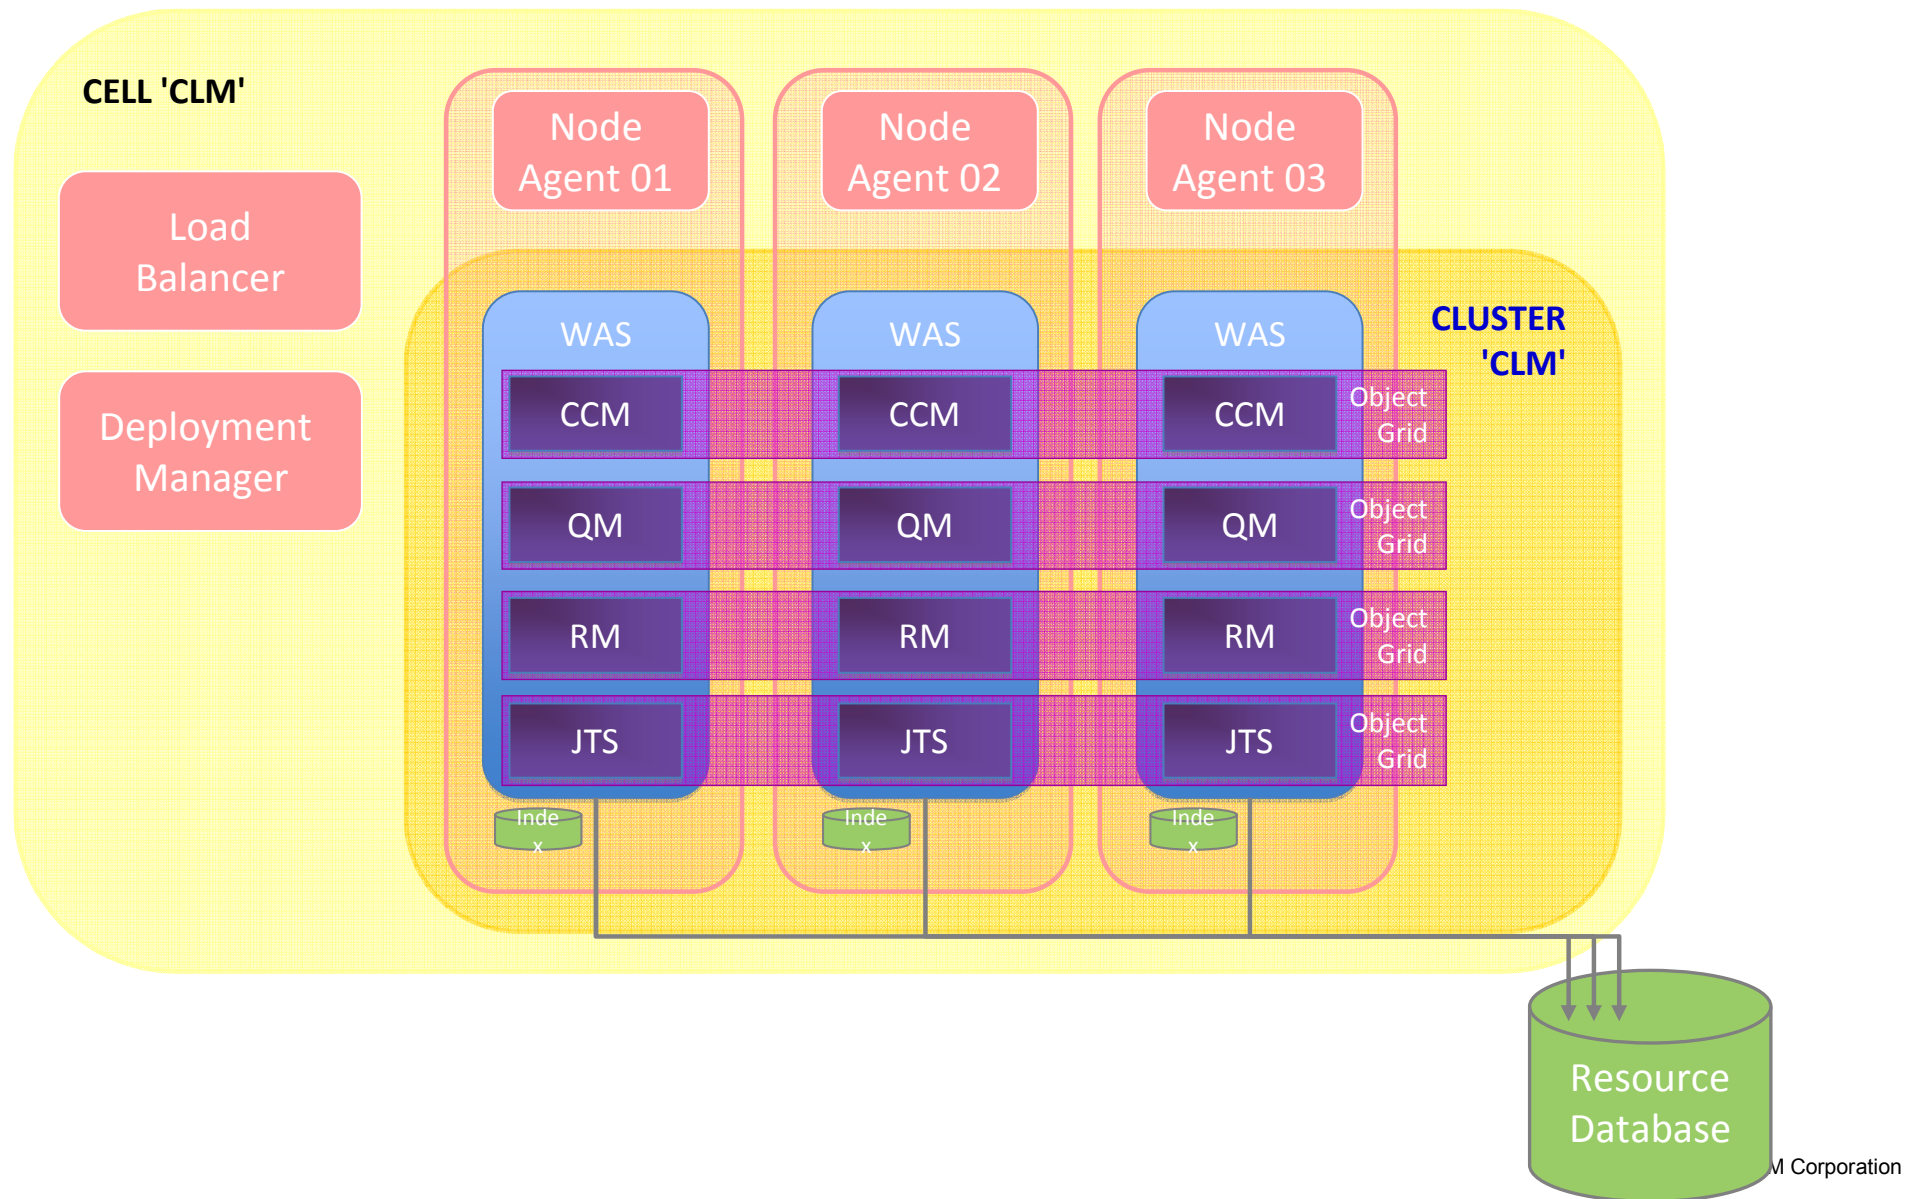 CELL 'CLM'
Load
Balancer
Deployment
Manager
Node
Agent 01
Node
Agent 02
Node
Agent 03
CLUSTER
'CLM'
WAS
WAS
WAS
CCM
CCM
CCM
Object
Grid
QM
QM
QM
Object
Grid
RM
RM
RM
Object
Grid
JTS
JTS
JTS
Object
Grid
Inde
x
Inde
x
Inde
x
Resource
Database
M Corporation